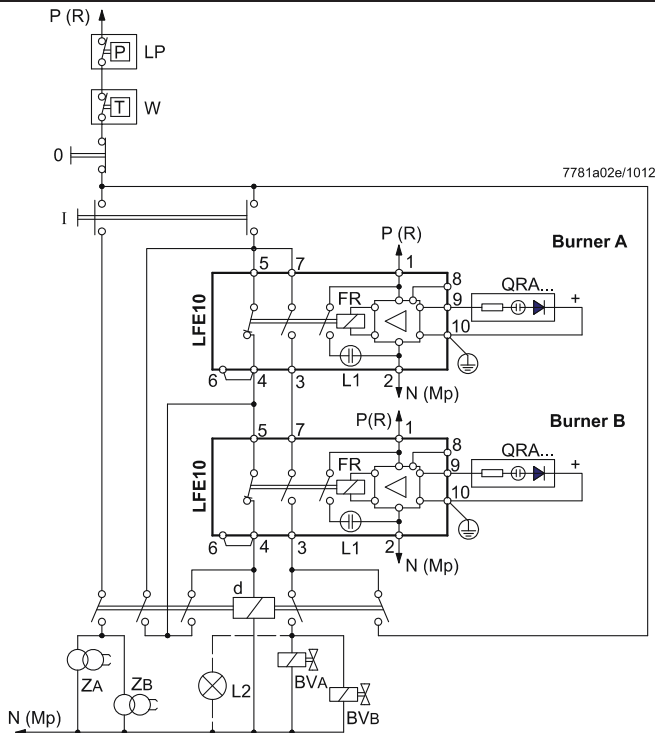 P (R)
P
LP
T
W
0
7781a02e/1012
I
P (R)
Burner A
5
7
1
8
LFE10
FR
9
QRA...
+
10
6
4
3
L1
2
N (Mp)
P(R)
Burner B
5
7
1
8
LFE10
FR
9
QRA...
+
10
6
4
3
L1
2
N (Mp)
d
ZA
ZB
L2
BVA
BVB
N (Mp)